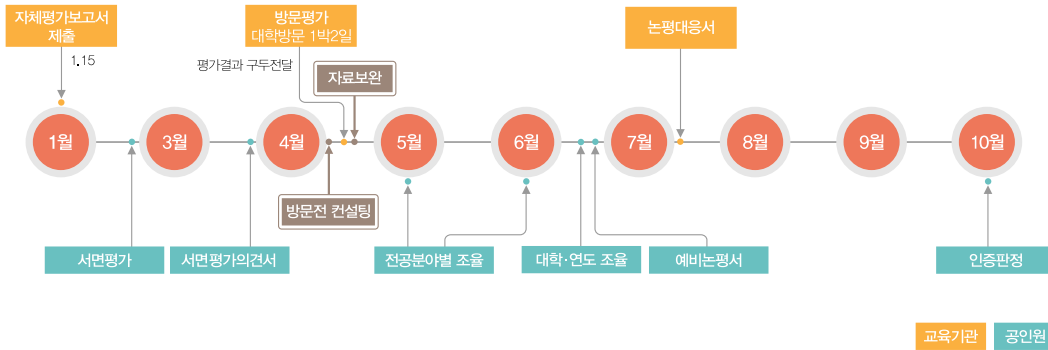 자체평가보고서
제출
1.15
방문평가
대학방문 1박2일
평가결과 구두전달
자료보완
논평대응서
1월
3월
4월
5월
6월
7월
8월
9월
10월
방문전 컨설팅
서면평가
서면평가의견서
전공분야별 조율
대학·연도 조율
예비논평서
인증판정
교육기관
공인원